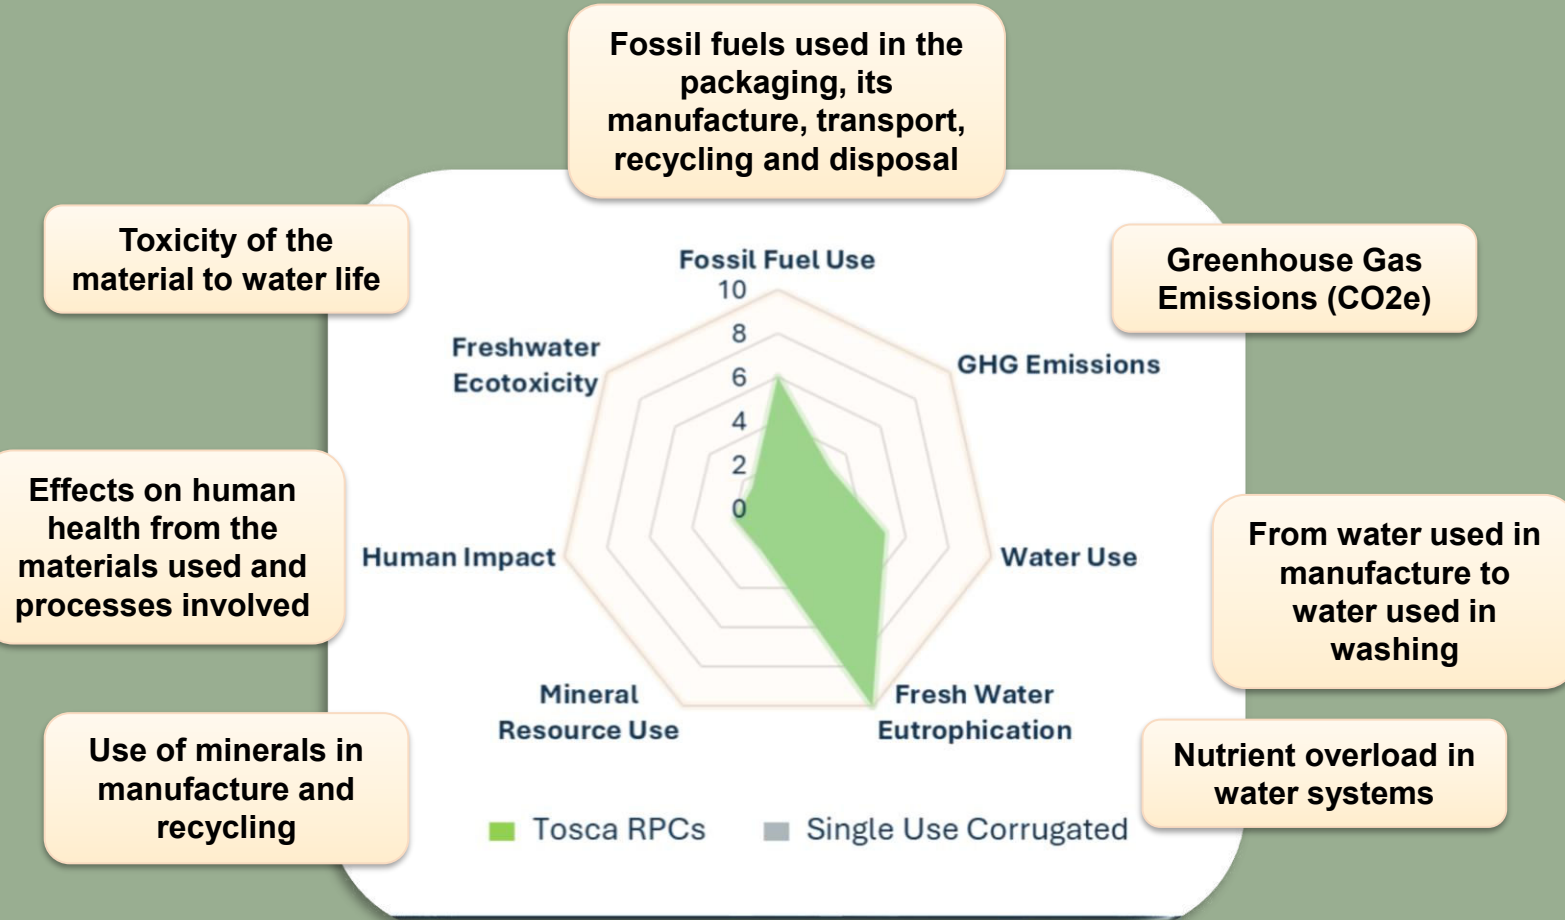 Fossil fuels used in the
packaging, its
manufacture, transport,
recycling and disposal
Toxicity of the
material to water life
Greenhouse Gas
Emissions (CO2e)
Fossil Fuel Use
10
8
6
4
2
0
Freshwater
Ecotoxicity
GHG Emissions
Effects on human
health from the
materials used and
processes involved
Human Impact
Water Use
From water used in
manufacture to
water used in
washing
Mineral
Resource Use
Fresh Water
Eutrophication
Use of minerals in
manufacture and
recycling
Nutrient overload in
water systems
Tosca RPCs
Single Use Corrugated